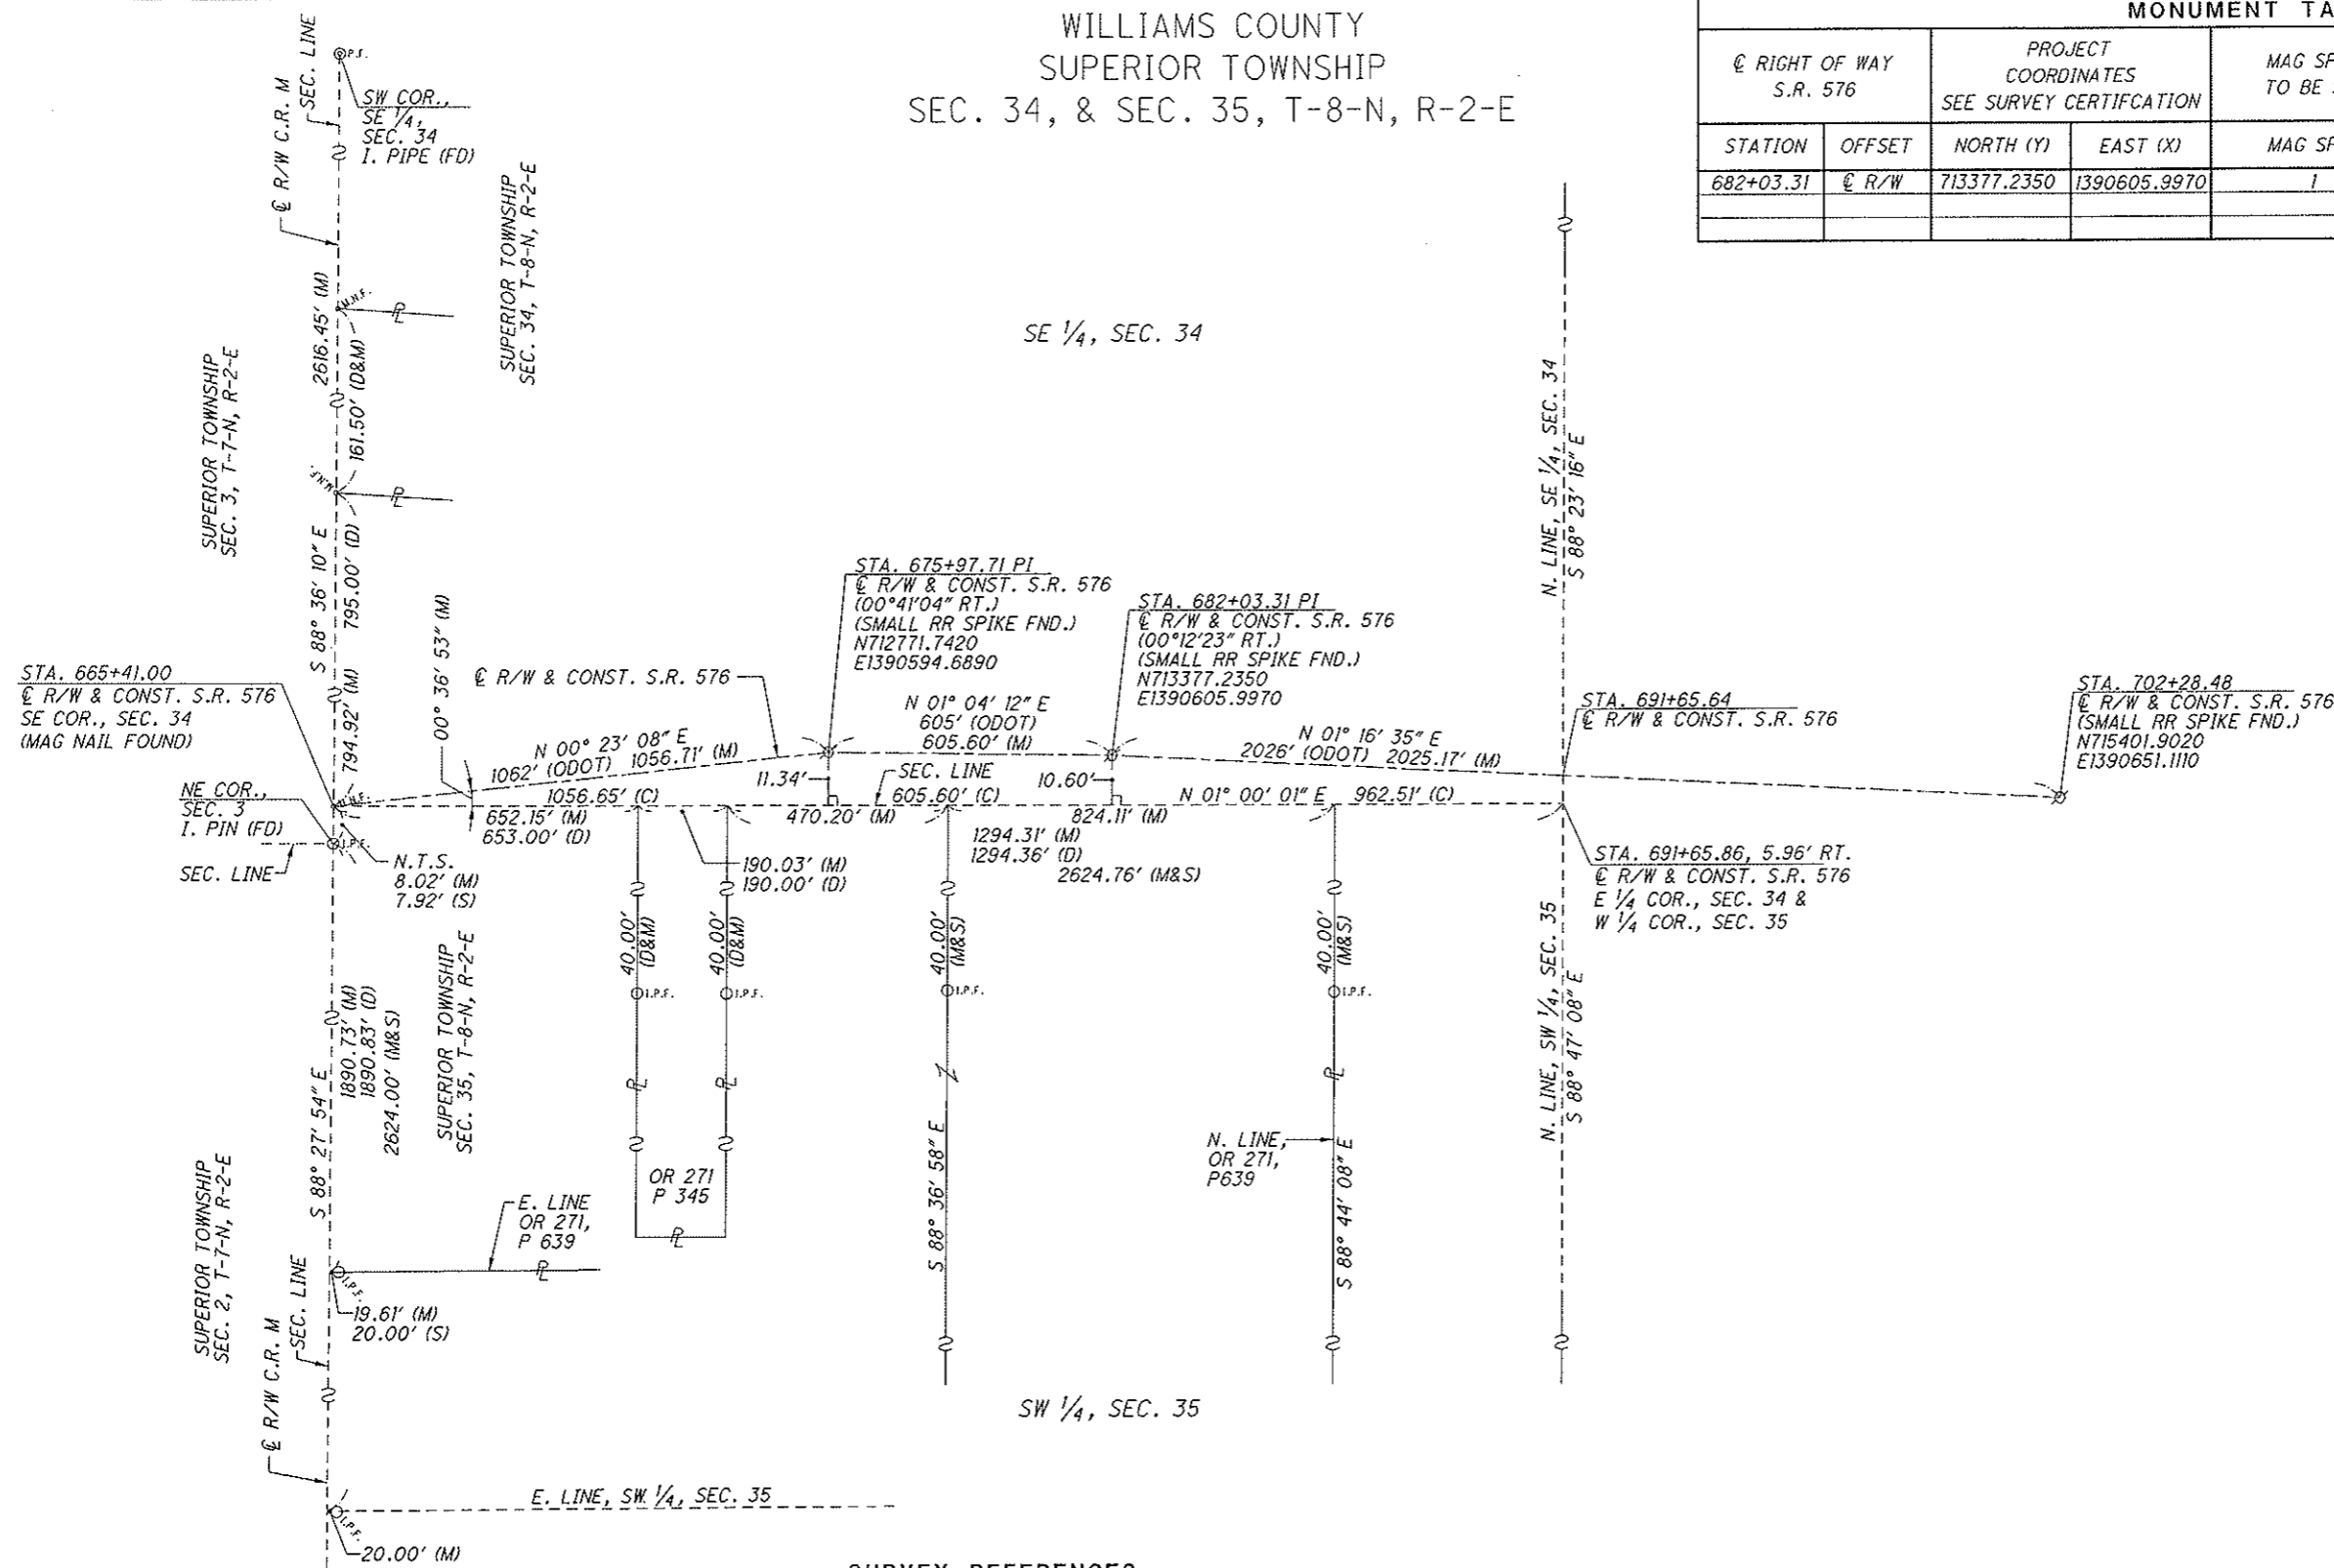 WILLIAMS COUNTY
SUPERIOR TOWNSHIP
SEC. 34, & SEC. 35, T-8-N, R-2-E
MONUMENT TA
℄ RIGHT OF WAY
S.R. 576
PROJECT
COORDINATES
SEE SURVEY CERTIFCATION
MAG SP
TO BE
STATION
OFFSET
NORTH (Y)
EAST (X)
MAG SP
682+03.31
℄ R/W
713377.2350
1390605.9970
1
SEC. LINE
℄ R/W C.R. M
P.F.
SW COR.,
SE 1/4,
SEC. 34
I. PIPE (FD)
SUPERIOR TOWNSHIP
SEC. 34, T-8-N, R-2-E
2616.45' (M)
M.N.F.
PL
161.50' (D&M)
SUPERIOR TOWNSHIP
SEC. 3, T-7-N, R-2-E
M.N.F.
PL
S 88° 36' 10" E
795.00' (D)
794.92' (M)
SE 1/4, SEC. 34
N. LINE, SE 1/4, SEC. 34
S 88° 23' 16" E
STA. 665+41.00
℄ R/W & CONST. S.R. 576
SE COR., SEC. 34
(MAG NAIL FOUND)
00° 36' 53" (M)
℄ R/W & CONST. S.R. 576
STA. 675+97.71 PI
℄ R/W & CONST. S.R. 576
(00°41'04" RT.)
(SMALL RR SPIKE FND.)
N712771.7420
E1390594.6890
STA. 682+03.31 PI
℄ R/W & CONST. S.R. 576
(00°12'23" RT.)
(SMALL RR SPIKE FND.)
N713377.2350
E1390605.9970
STA. 691+65.64
℄ R/W & CONST. S.R. 576
STA. 702+28.48
℄ R/W & CONST. S.R. 576
(SMALL RR SPIKE FND.)
N715401.9020
E1390651.1110
N 00° 23' 08" E
1062' (ODOT) 1056.71' (M)
N 01° 04' 12" E
605' (ODOT)
605.60' (M)
N 01° 16' 35" E
2026' (ODOT) 2025.17' (M)
11.34'
SEC. LINE
10.60'
M.N.F.
1056.65' (C)
605.60' (C)
N 01° 00' 01" E 962.51' (C)
652.15' (M)
653.00' (D)
470.20' (M)
824.11' (M)
1294.31' (M)
1294.36' (D)
2624.76' (M&S)
190.03' (M)
190.00' (D)
NE COR.,
SEC. 3
I. PIN (FD)
I.P.F.
SEC. LINE
N.T.S.
8.02' (M)
7.92' (S)
STA. 691+65.86, 5.96' RT.
℄ R/W & CONST. S.R. 576
E 1/4 COR., SEC. 34 &
W 1/4 COR., SEC. 35
40.00'
(D&M)
40.00'
(D&M)
40.00'
(M&S)
40.00'
(M&S)
I.P.F.
I.P.F.
I.P.F.
I.P.F.
N. LINE, SW 1/4, SEC. 35
S 88° 47' 08" E
SUPERIOR TOWNSHIP
SEC. 35, T-8-N, R-2-E
1890.73' (M)
1890.83' (D)
2624.00' (M&S)
S 88° 27' 54" E
PL
PL
PL
OR 271
P 345
PL
S 88° 36' 58" E
N. LINE,
OR 271,
P639
S 88° 44' 08" E
SUPERIOR TOWNSHIP
SEC. 2, T-7-N, R-2-E
E. LINE
OR 271,
P 639
PL
I.P.F.
19.61' (M)
20.00' (S)
SEC. LINE
℄ R/W C.R. M
SW 1/4, SEC. 35
E. LINE, SW 1/4, SEC. 35
I.P.F.
20.00' (M)
SURVEY REFERENCES